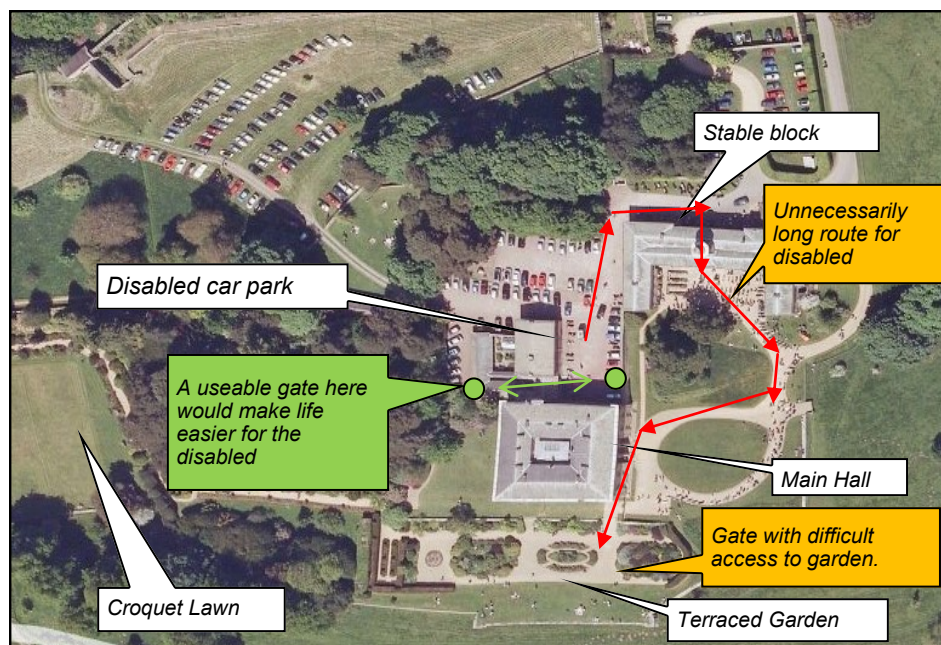 Stable block
Unnecessarily
long route for
disabled
Disabled car park
A useable gate here
would make life
easier for the
disabled
Main Hall
Gate with difficult
access to garden.
Croquet Lawn
Terraced Garden